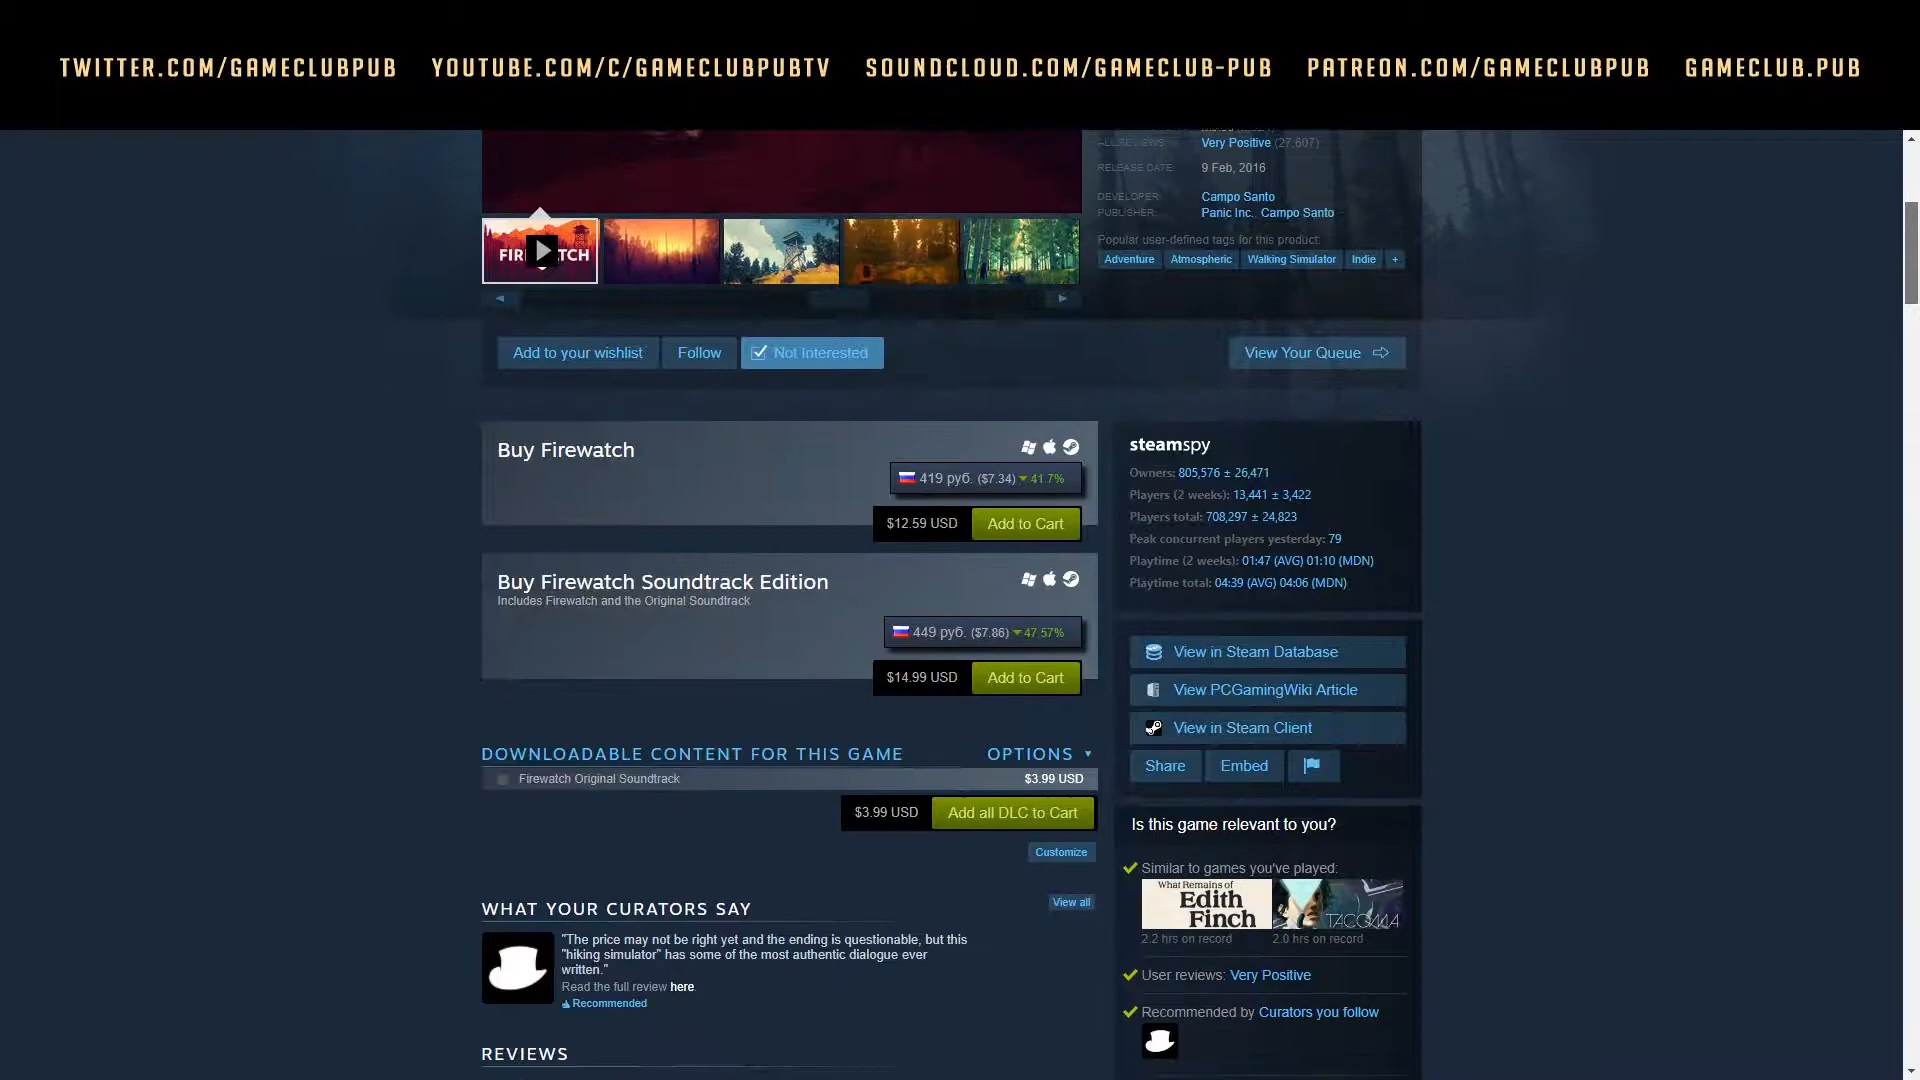 TWITTER.COM/GAMECLUBPUB YOUTUBE.COM/C/GAMECLUBPUBTV SOUNDCLOUD.COM/GAMECLUB-PUB PATREON.COM/GAMECLUBPUB GAMECLUB.PUB
ALL REVIEWS: Very Positive (27,607)
RELEASE DATE: 9 Feb, 2016
DEVELOPER: Campo Santo
PUBLISHER: Panic Inc. Campo Santo
Popular user-defined tags for this product:
Adventure Atmospheric Walking Simulator Indie +
Add to your wishlist Follow Not Interested View Your Queue
Buy Firewatch
419 руб. ($7.34) 41.7%
$12.59 USD Add to Cart
Buy Firewatch Soundtrack Edition
Includes Firewatch and the Original Soundtrack
449 руб. ($7.86) 47.57%
$14.99 USD Add to Cart
DOWNLOADABLE CONTENT FOR THIS GAME OPTIONS
Firewatch Original Soundtrack $3.99 USD
$3.99 USD Add all DLC to Cart
Customize
WHAT YOUR CURATORS SAY View all
"The price may not be right yet and the ending is questionable, but this
"hiking simulator" has some of the most authentic dialogue ever
written."
Read the full review here.
Recommended
REVIEWS
steamspy
Owners: 805,576 ± 26,471
Players (2 weeks): 13,441 ± 3,422
Players total: 708,297 ± 24,823
Peak concurrent players yesterday: 79
Playtime (2 weeks): 01:47 (AVG) 01:10 (MDN)
Playtime total: 04:39 (AVG) 04:06 (MDN)
View in Steam Database
View PCGamingWiki Article
View in Steam Client
Share Embed
Is this game relevant to you?
Similar to games you've played:
What Remains of
Edith
Finch
TACOMA
2.2 hrs on record 2.0 hrs on record
User reviews: Very Positive
Recommended by Curators you follow